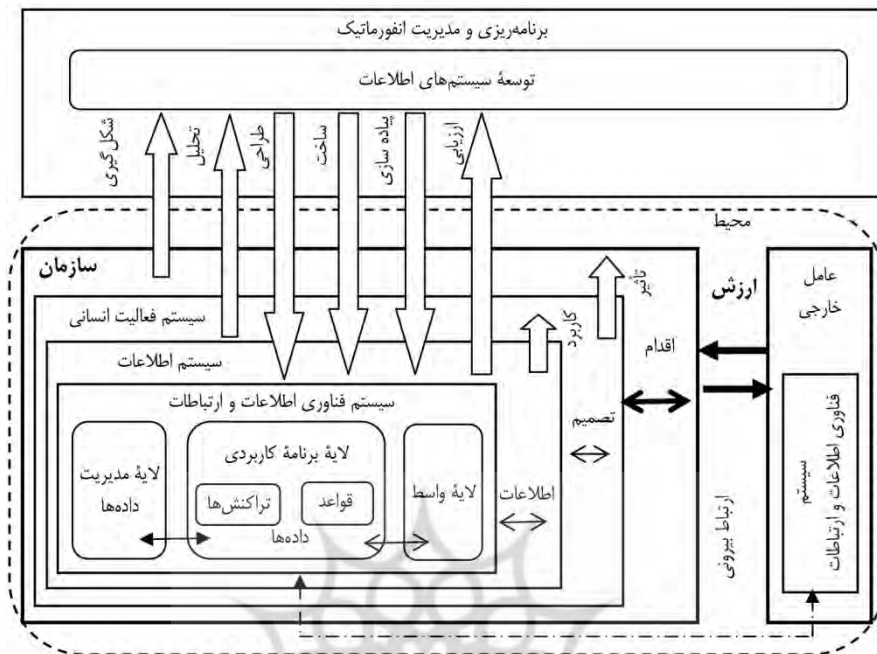 برنامه‌ریزی و مدیریت انفورماتیک
توسعهٔ سیستم‌های اطلاعات
شکل‌گیری
تحلیل
طراحی
ساخت
پیاده سازی
ارزیابی
محیط
سازمان
تأثیر
ارزش
عامل
خارجی
سیستم فعالیت انسانی
کاربرد
اقدام
سیستم اطلاعات
سیستم فناوری اطلاعات و ارتباطات
تصمیم
لایهٔ مدیریت
داده‌ها
لایهٔ برنامهٔ کاربردی
تراکنش‌ها
قواعد
داده‌ها
لایهٔ واسط
اطلاعات
ارتباط بیرونی
سیستم
فناوری اطلاعات و ارتباطات